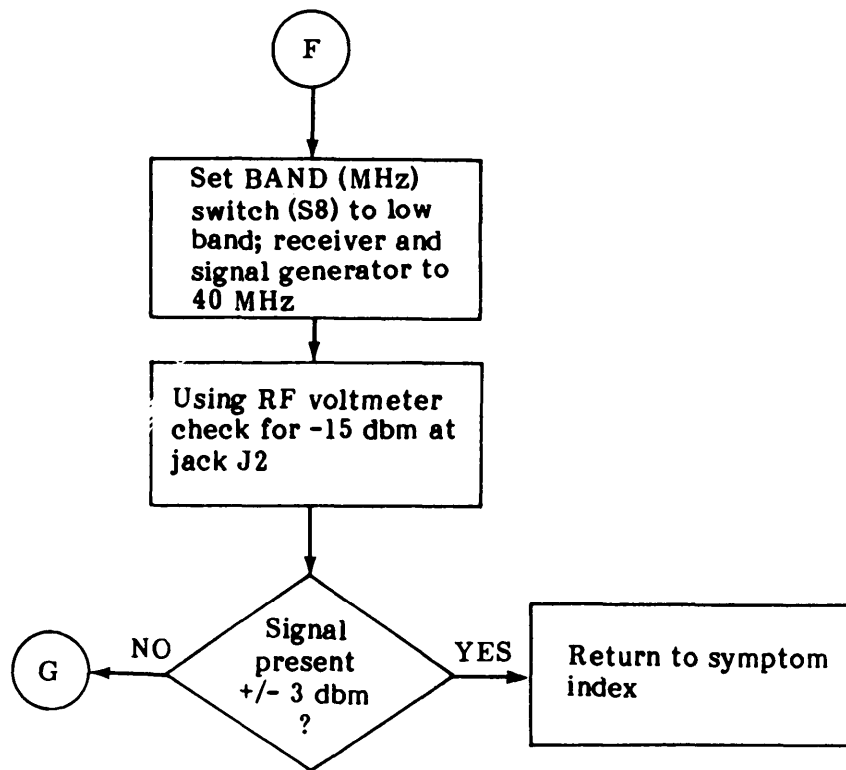 F
Set BAND (MHz)
switch (S8) to low
band; receiver and
signal generator to
40 MHz
Using RF voltmeter
check for -15 dbm at
jack J2
Signal
present
+/- 3 dbm
?
NO
G
YES
Return to symptom
index